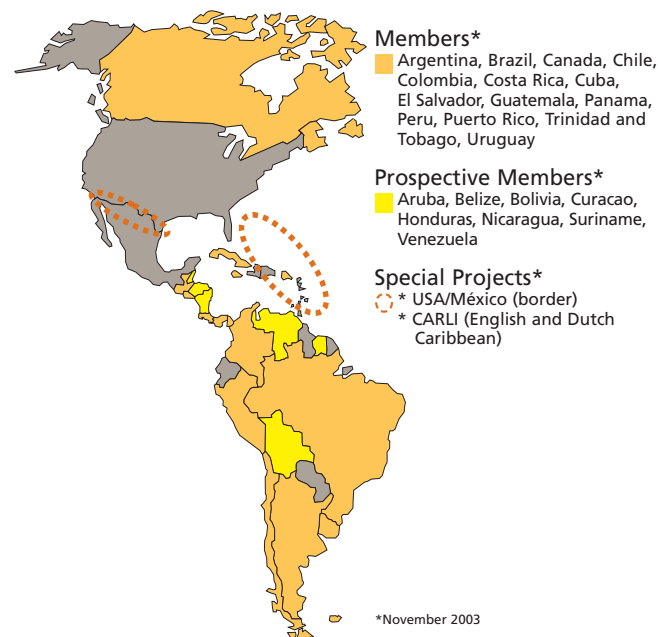 Members*
Argentina, Brazil, Canada, Chile,
Colombia, Costa Rica, Cuba,
El Salvador, Guatemala, Panama,
Peru, Puerto Rico, Trinidad and
Tobago, Uruguay
Prospective Members*
Aruba, Belize, Bolivia, Curacao,
Honduras, Nicaragua, Suriname,
Venezuela
Special Projects*
* USA/México (border)
* CARLI (English and Dutch
Caribbean)
*November 2003